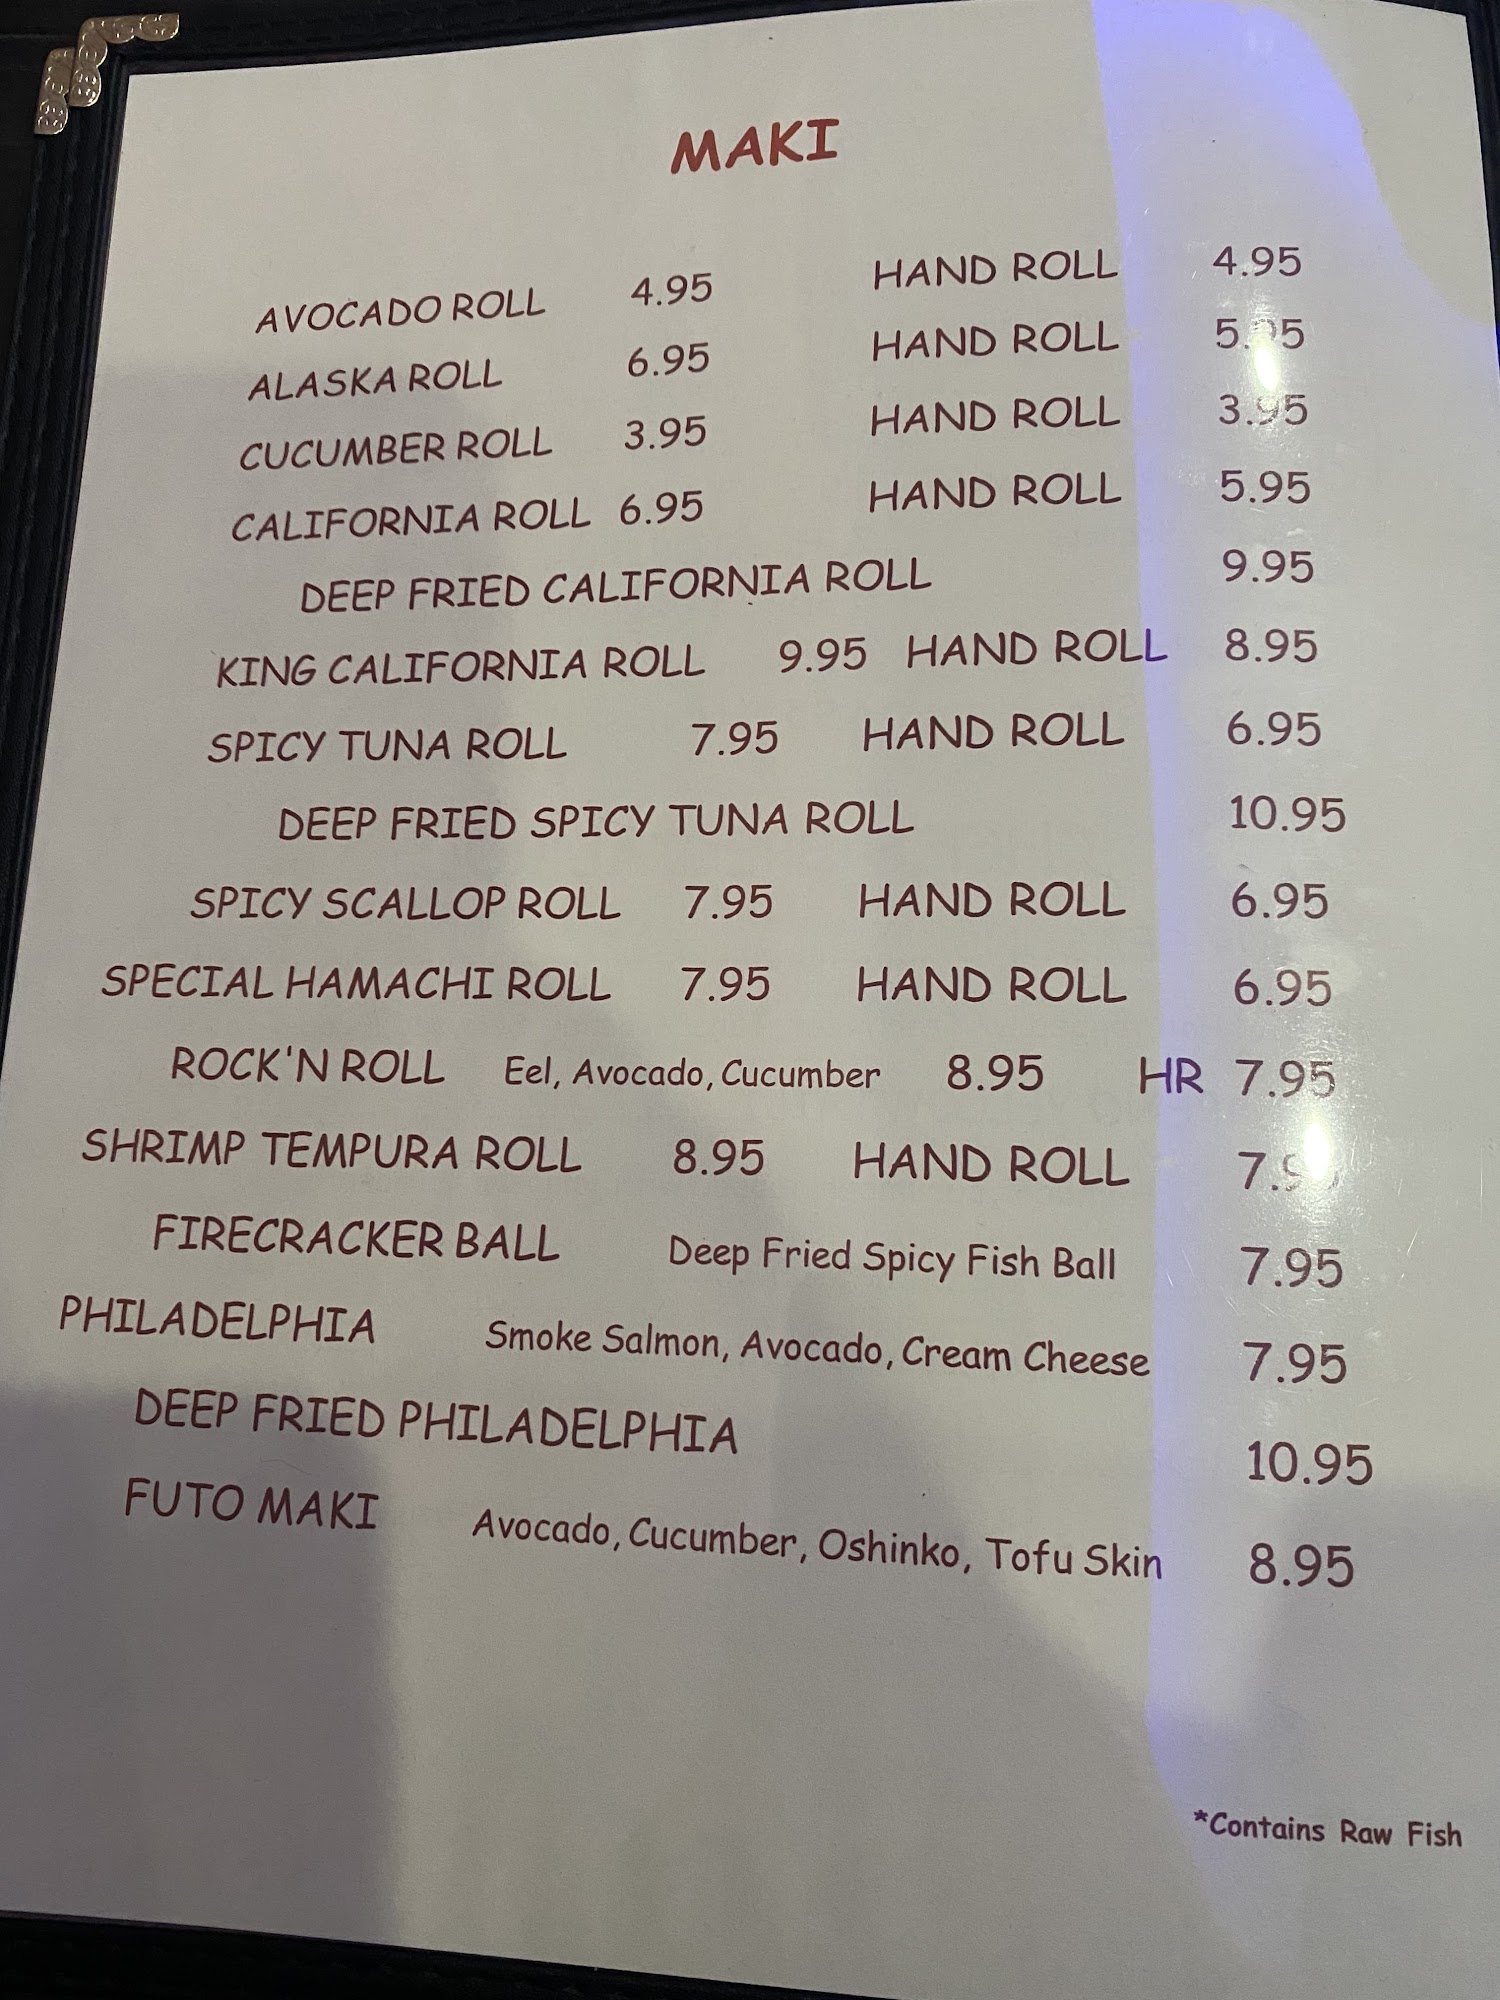 MAKI
AVOCADO ROLL 4.95 HAND ROLL 4.95
ALASKA ROLL 6.95 HAND ROLL 5.95
CUCUMBER ROLL 3.95 HAND ROLL 3.95
CALIFORNIA ROLL 6.95 HAND ROLL 5.95
DEEP FRIED CALIFORNIA ROLL 9.95
KING CALIFORNIA ROLL 9.95 HAND ROLL 8.95
SPICY TUNA ROLL 7.95 HAND ROLL 6.95
DEEP FRIED SPICY TUNA ROLL 10.95
SPICY SCALLOP ROLL 7.95 HAND ROLL 6.95
SPECIAL HAMACHI ROLL 7.95 HAND ROLL 6.95
ROCK'N ROLL Eel, Avocado, Cucumber 8.95 HR 7.95
SHRIMP TEMPURA ROLL 8.95 HAND ROLL 7.95
FIRECRACKER BALL Deep Fried Spicy Fish Ball 7.95
PHILADELPHIA Smoke Salmon, Avocado, Cream Cheese 7.95
DEEP FRIED PHILADELPHIA 10.95
FUTO MAKI Avocado, Cucumber, Oshinko, Tofu Skin 8.95
*Contains Raw Fish